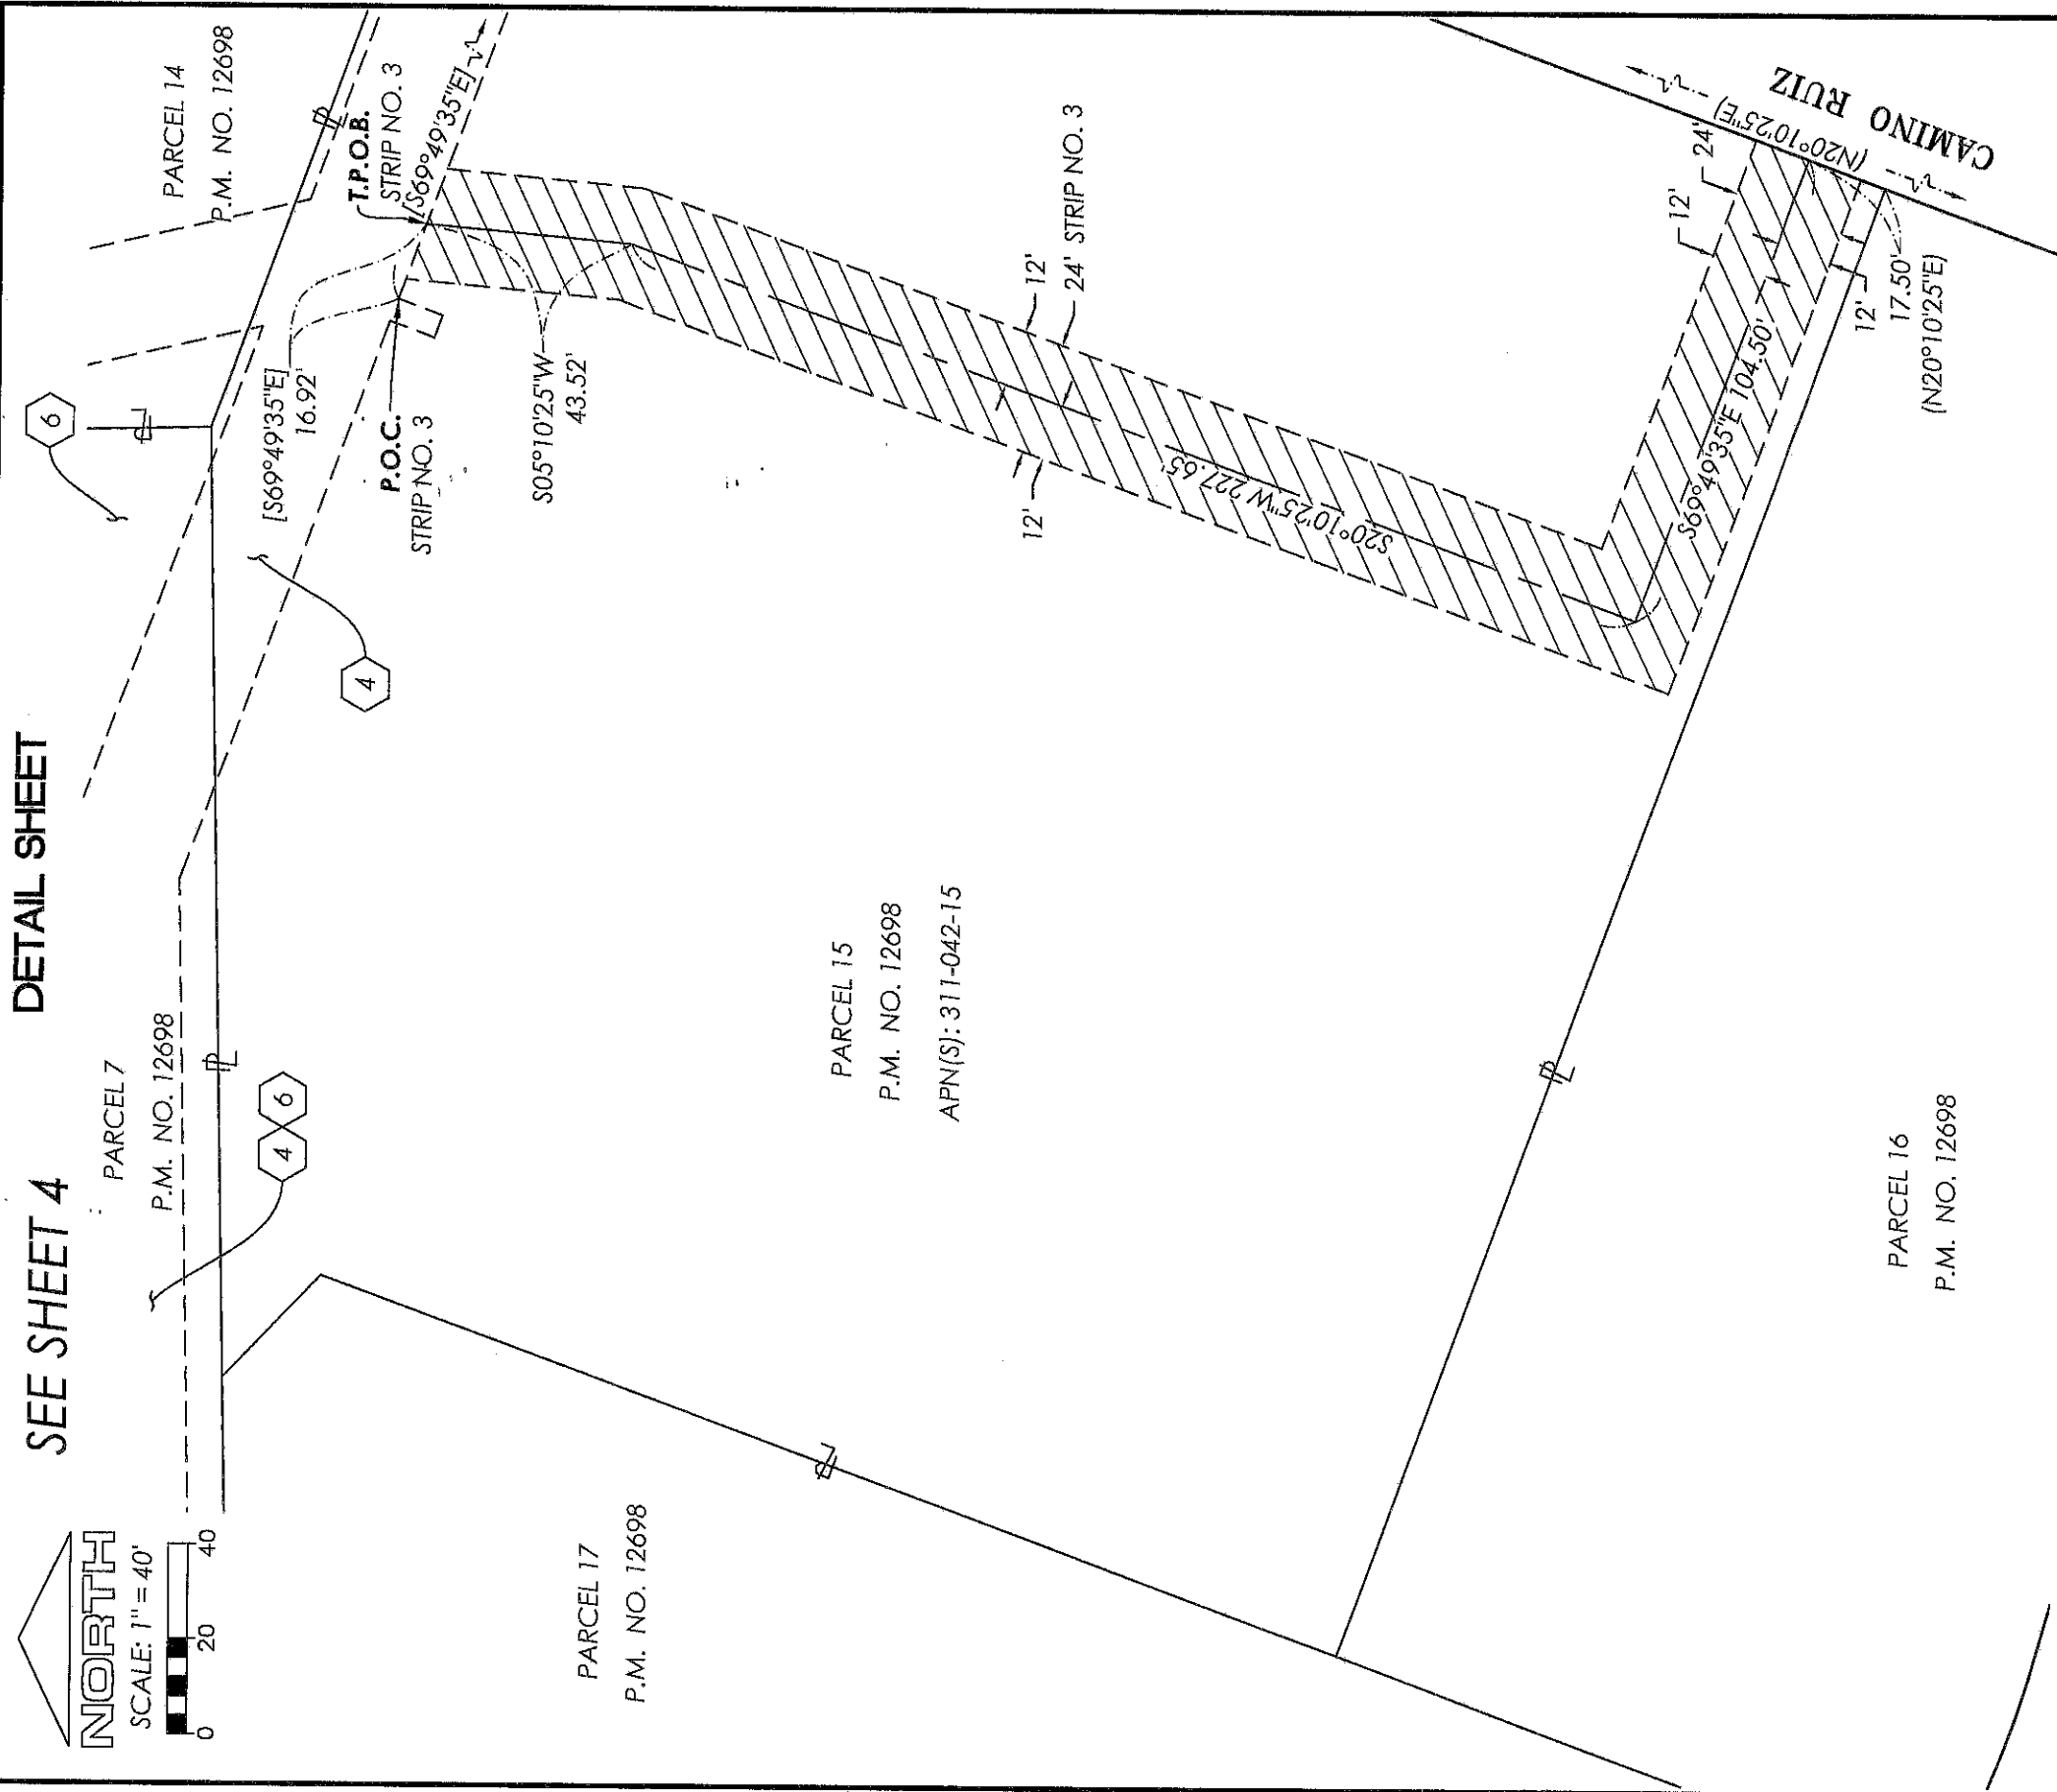 DETAIL SHEET
SEE SHEET 4
NORTH
SCALE: 1" = 40'
0 20 40
PARCEL 7
P.M. NO. 12698
4 6
6
4
PARCEL 14
P.M. NO. 12698
T.P.O.B.
STRIP NO. 3
[S69°49'35"E]
[S69°49'35"E]
16.92'
P.O.C.
STRIP NO. 3
S05°10'25"W
43.52'
12'
24' STRIP NO. 3
12'
S20°10'25"W 227.65'
PARCEL 15
P.M. NO. 12698
APN(S): 311-042-15
PARCEL 17
P.M. NO. 12698
S69°49'35"E 104.50'
12'
24'
12'
17.50'
(N20°10'25"E)
(N20°10'25"E)
CAMINO RUIZ
PARCEL 16
P.M. NO. 12698